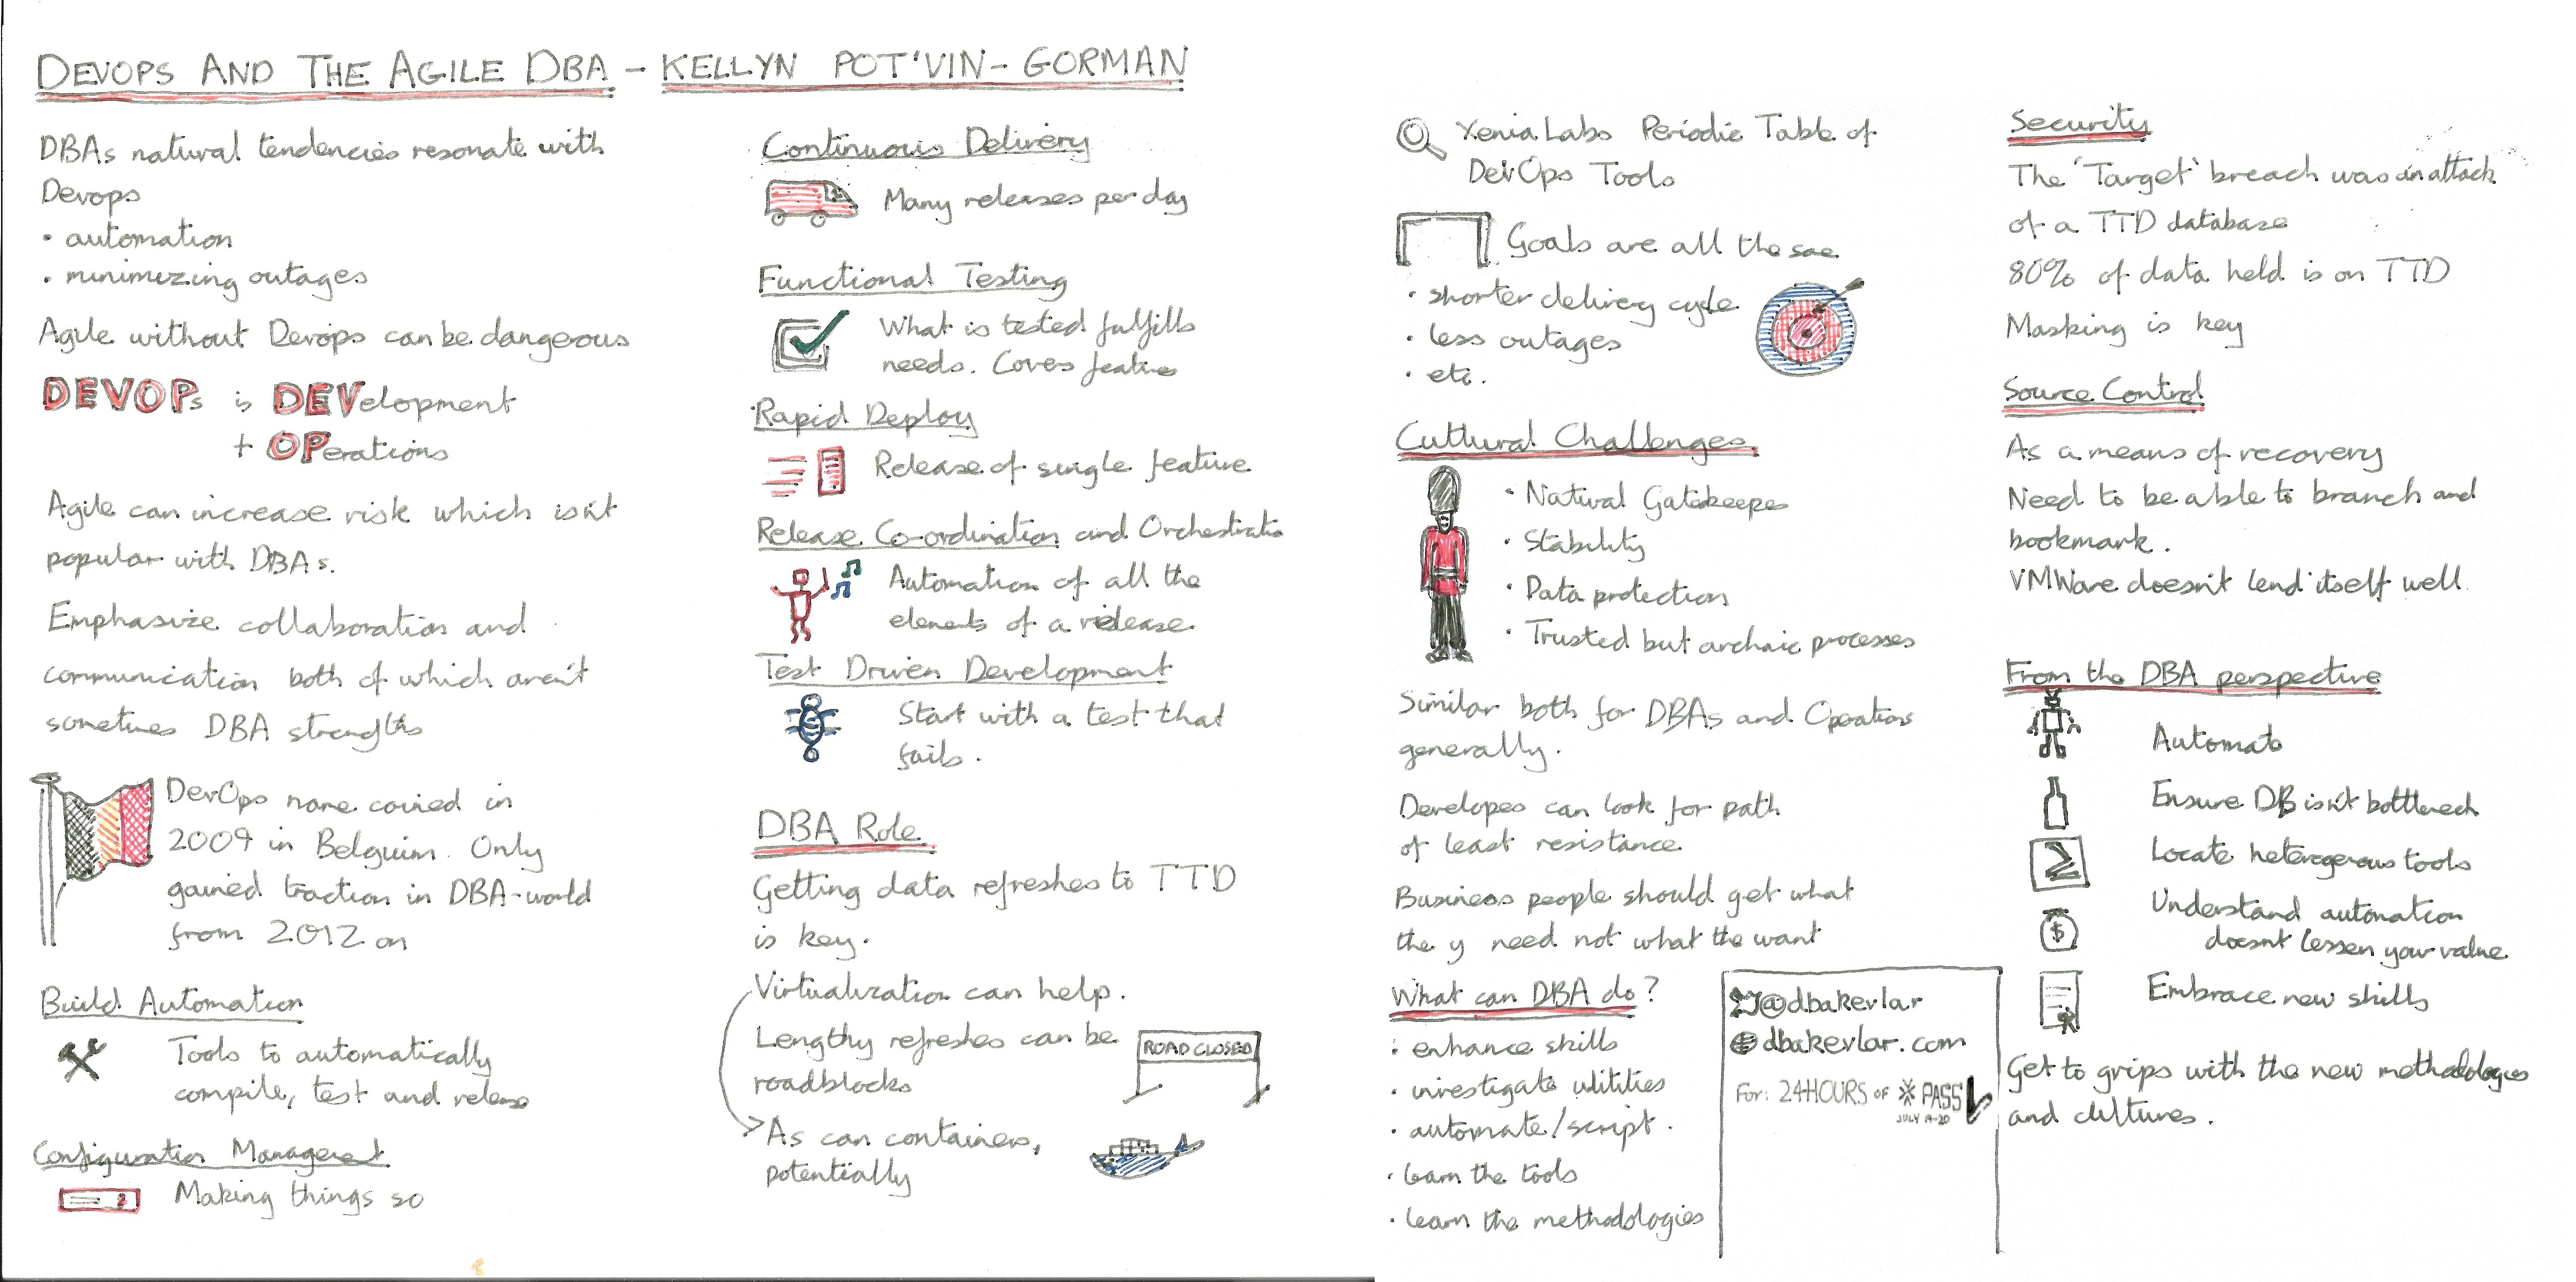 DEVOPS AND THE AGILE DBA - KELLYN POT'VIN-GORMAN
DBAs natural tendencies resonate with
Devops
• automation
• minimizing outages
Agile without Devops can be dangerous
DEVOPs is DEVelopment
+ OPerations
Agile can increase risk which isn't
popular with DBAs.
Emphasize collaboration and
communication both of which aren't
sometimes DBA strengths
DevOps name coined in
2009 in Belguim. Only
gained traction in DBA-world
from 2012 on
Build Automation
Tools to automatically
compile, test and release
Configuration Management
Making things so
Continuous Delivery
Many releases per day
Functional Testing
What is tested fulfills
needs. Covers features
Rapid Deploy
Release of single feature
Release Co-ordination and Orchestration
Automation of all the
elements of a release
Test Driven Development
Start with a test that
fails.
DBA Role
Getting data refreshes to TTD
is key.
Virtualization can help.
Lengthy refreshes can be
roadblocks
ROAD CLOSED
As can containers,
potentially
Xenia Labs Periodic Table of
DevOps Tools
Goals are all the sae
• shorter delivery cycle
• less outages
• etc.
Cultural Challenges
• Natural Gatekeepes
• Stability
• Data protection
• Trusted but archaic processes
Similar both for DBAs and Operations
generally.
Developes can look for path
of least resistance
Business people should get what
the y need not what the want
What can DBA do?
• enhance skills
• investigate utilities
• automate/script.
• learn the tools
• learn the methodologies
@dbakevlar
dbakevlar.com
For: 24HOURS OF PASS
JULY 19-20
Security
The 'Target' breach was an attack
of a TTD database
80% of data held is on TTD
Masking is key
Source Control
As a means of recovery
Need to be able to branch and
bookmark.
VMWare doesn't lend itself well
From the DBA perspective
Automate
Ensure DB isn't bottleneck
Locate heterogenous tools
Understand automation
doesnt lessen your value
Embrace new skills
Get to grips with the new methodologies
and cultures.